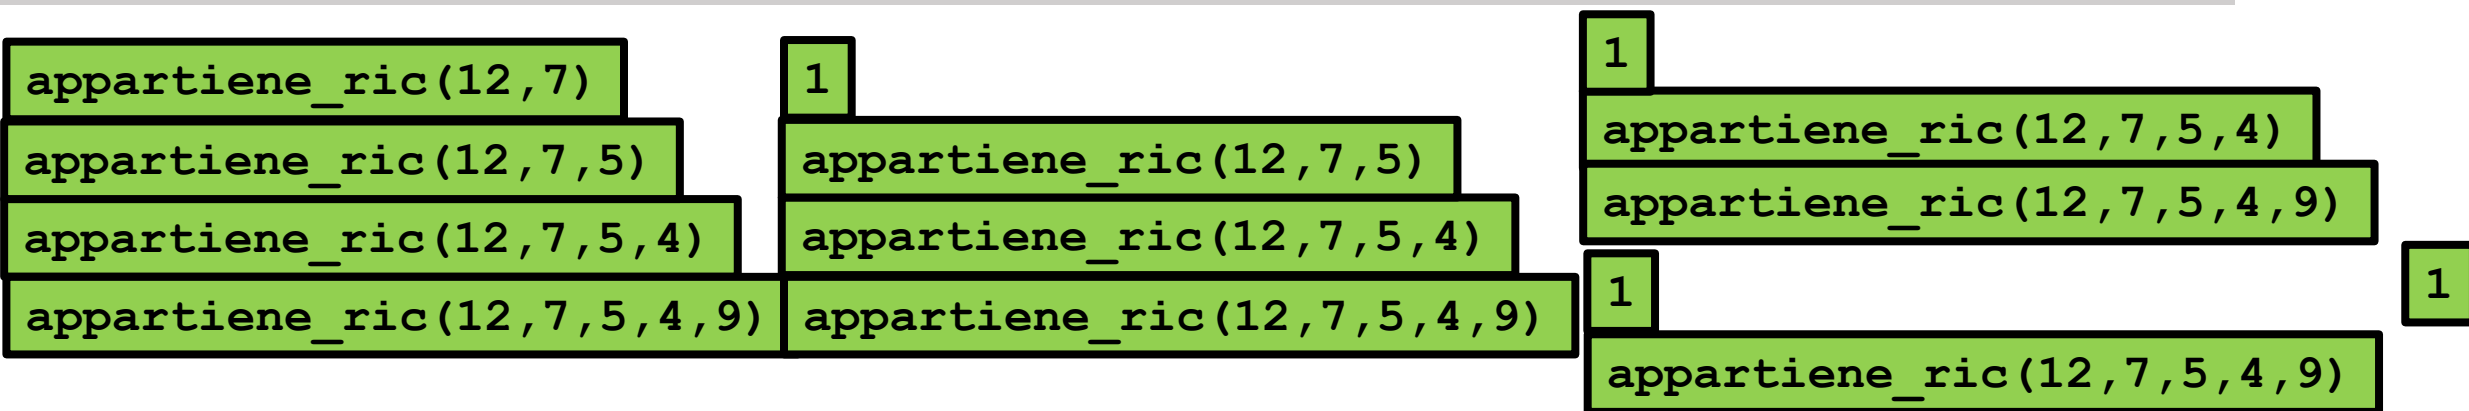 appartiene_ric(12,7)
appartiene_ric(12,7,5)
appartiene_ric(12,7,5,4)
appartiene_ric(12,7,5,4,9)
1
appartiene_ric(12,7,5)
appartiene_ric(12,7,5,4)
appartiene_ric(12,7,5,4,9)
1
appartiene_ric(12,7,5,4)
appartiene_ric(12,7,5,4,9)
1
appartiene_ric(12,7,5,4,9)
1